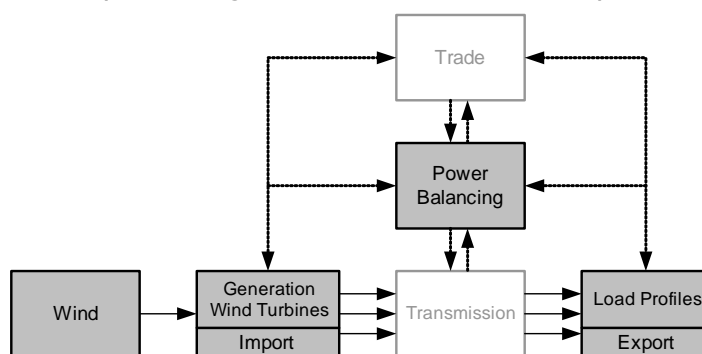 Trade
Power
Balancing
Wind
Generation
Wind Turbines
Import
Transmission
Load Profiles
Export